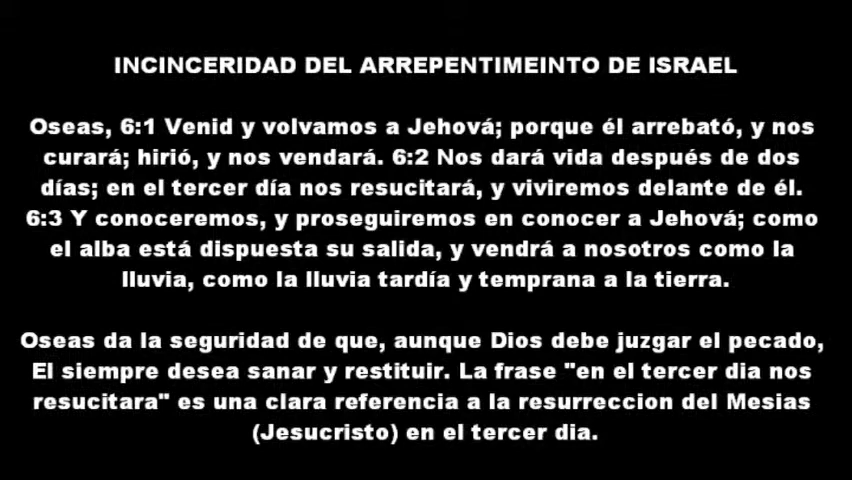 INCINCERIDAD DEL ARREPENTIMEINTO DE ISRAEL
Oseas, 6:1 Venid y volvamos a Jehová; porque él arrebató, y nos
curará; hirió, y nos vendará. 6:2 Nos dará vida después de dos
días; en el tercer día nos resucitará, y viviremos delante de él.
6:3 Y conoceremos, y proseguiremos en conocer a Jehová; como
el alba está dispuesta su salida, y vendrá a nosotros como la
lluvia, como la lluvia tardía y temprana a la tierra.
Oseas da la seguridad de que, aunque Dios debe juzgar el pecado,
El siempre desea sanar y restituir. La frase "en el tercer dia nos
resucitara" es una clara referencia a la resurreccion del Mesias
(Jesucristo) en el tercer dia.